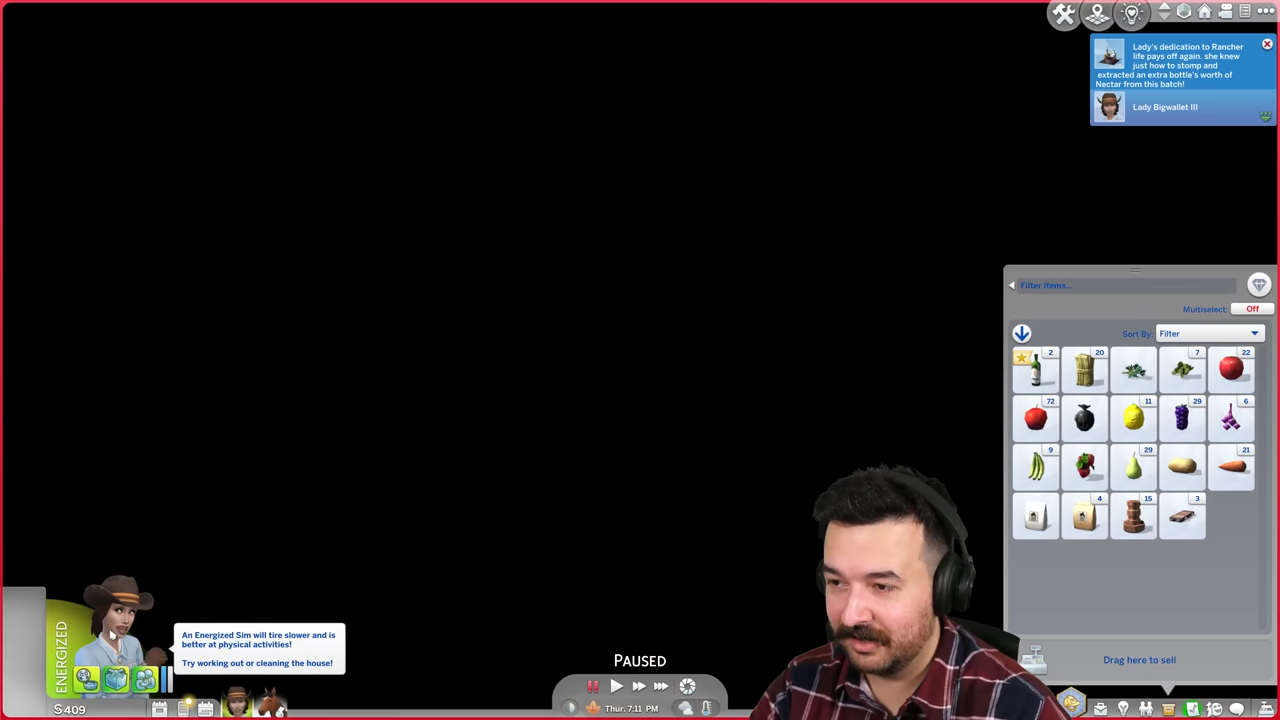 Lady's dedication to Rancher
life pays off again. she knew
just how to stomp and
extracted an extra bottle's worth of
Nectar from this batch!
Lady Bigwallet III
Filter Items...
Multiselect: Off
Sort By: Filter
2 20 7 22
72 11 29 6
9 29 21
4 15 3
Drag here to sell
ENERGIZED
An Energized Sim will tire slower and is
better at physical activities!
Try working out or cleaning the house!
§409
PAUSED
Thur. 7:11 PM